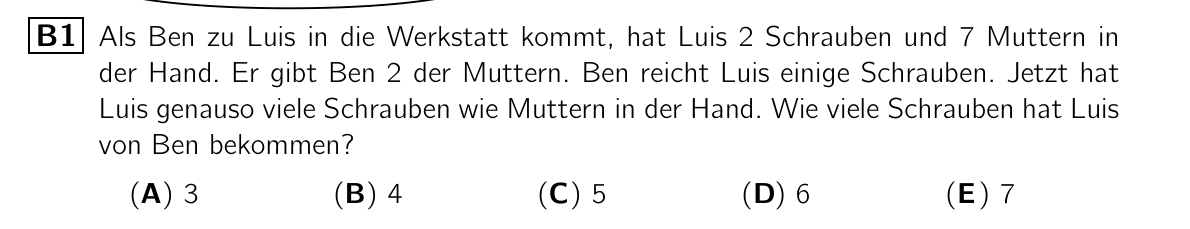 B1 Als Ben zu Luis in die Werkstatt kommt, hat Luis 2 Schrauben und 7 Muttern in
der Hand. Er gibt Ben 2 der Muttern. Ben reicht Luis einige Schrauben. Jetzt hat
Luis genauso viele Schrauben wie Muttern in der Hand. Wie viele Schrauben hat Luis
von Ben bekommen?
(A) 3 (B) 4 (C) 5 (D) 6 (E) 7